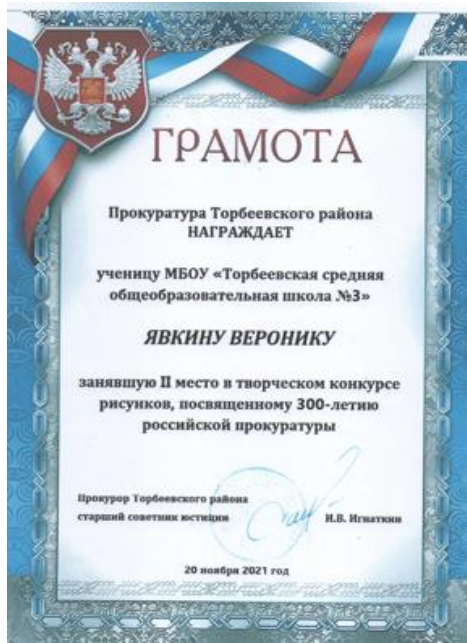 ГРАМОТА
Прокуратура Торбеевского района
НАГРАЖДАЕТ
ученицу МБОУ «Торбеевская средняя
общеобразовательная школа №3»
ЯВКИНУ ВЕРОНИКУ
занявшую II место в творческом конкурсе
рисунков, посвященному 300-летию
российской прокуратуры
Прокурор Торбеевского района
старший советник юстиции И.В. Игнаткин
20 ноября 2021 год